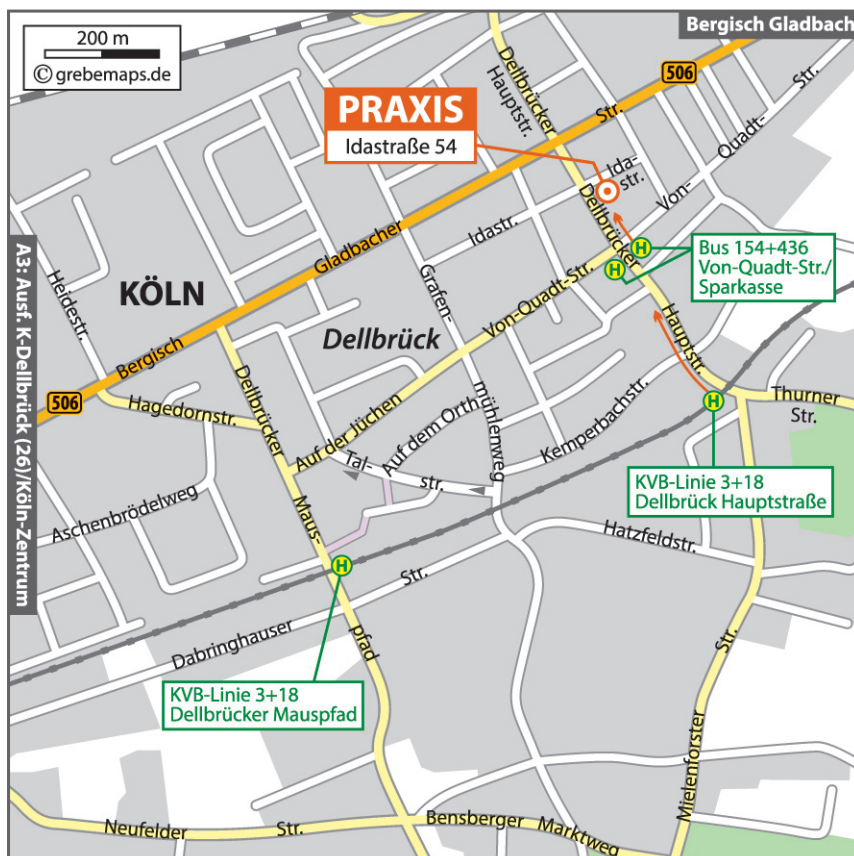 200 m
© grebemaps.de
Bergisch Gladbach
506
Dellbrücker
Hauptstr.
PRAXIS
Idastraße 54
Str.
Quadt-
Str.
Ida-
str.
Von-
Dellbrücker
Idastr.
Gladbacher
Bus 154+436
Von-Quadt-Str./
Sparkasse
H
H
A3: Ausf. K-Dellbrück (26)/Köln-Zentrum
Heidestr.
KÖLN
Grafen-
Von-Quadt-Str.
Dellbrück
Hauptstr.
Bergisch
506
Dellbrücker
Hagedornstr.
Auf der Jüchen
Auf dem Orth
mühlenweg
Kemperbachstr.
H
Thurner
Str.
Tal-
str.
KVB-Linie 3+18
Dellbrück Hauptstraße
Aschenbrödelweg
Maus-
Hatzfeldstr.
H
Str.
Dabringhauser
pfad
Str.
KVB-Linie 3+18
Dellbrücker Mauspfad
Mielenforster
Neufelder
Str.
Bensberger
Marktweg